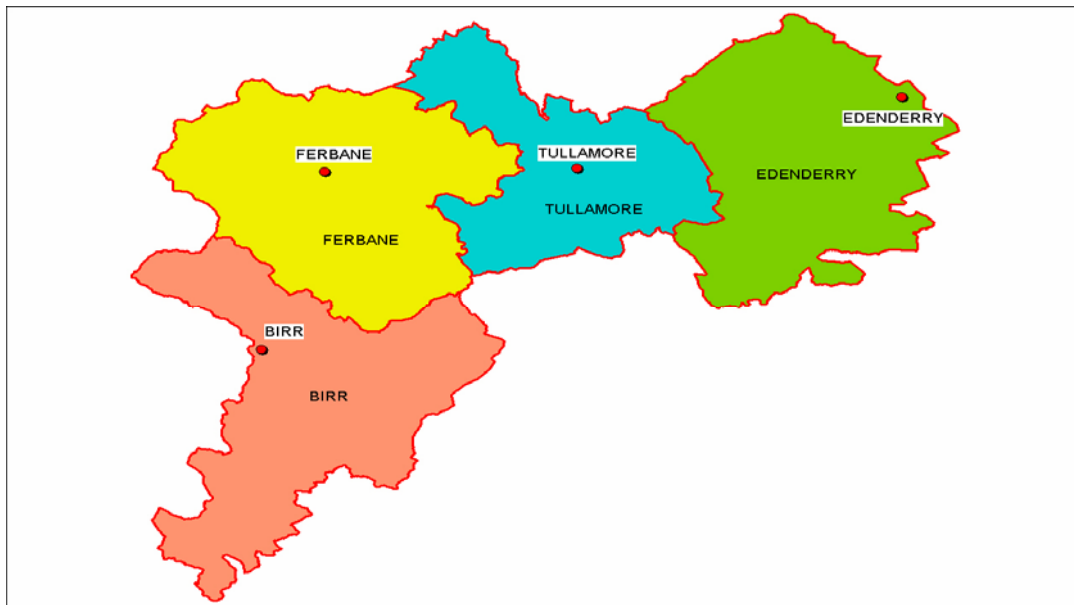 EDENDERRY
FERBANE
TULLAMORE
EDENDERRY
TULLAMORE
FERBANE
BIRR
BIRR